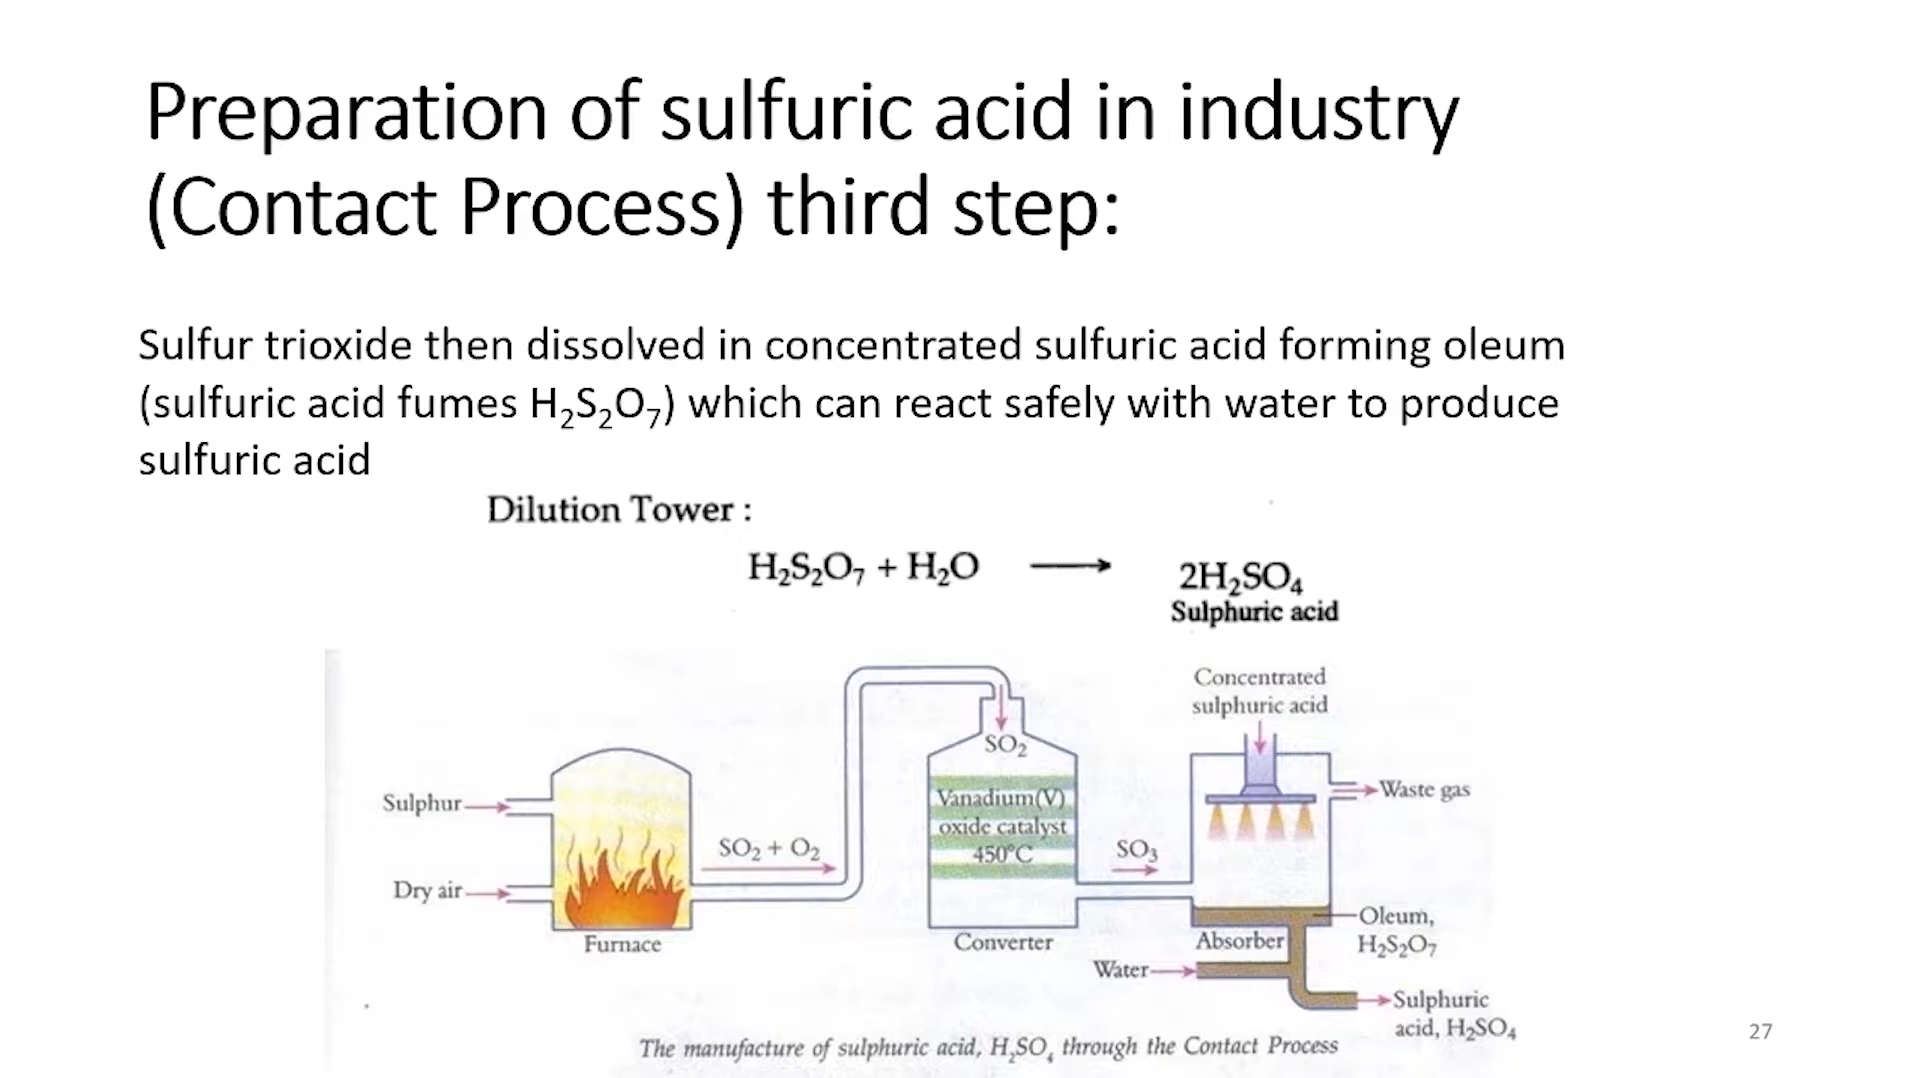 Preparation of sulfuric acid in industry
(Contact Process) third step:
Sulfur trioxide then dissolved in concentrated sulfuric acid forming oleum
(sulfuric acid fumes H₂S₂O₇) which can react safely with water to produce
sulfuric acid
Dilution Tower :
H₂S₂O₇ + H₂O ⟶ 2H₂SO₄
Sulphuric acid
Concentrated
sulphuric acid
SO₂
Sulphur
Vanadium(V)
oxide catalyst
450°C
Waste gas
SO₂ + O₂
SO₃
Dry air
Furnace
Converter
Absorber
Oleum,
H₂S₂O₇
Water
Sulphuric
acid, H₂SO₄
The manufacture of sulphuric acid, H₂SO₄ through the Contact Process
27